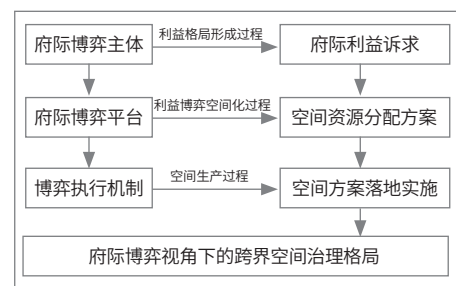 府际博弈主体
利益格局形成过程
府际利益诉求
府际博弈平台
利益博弈空间化过程
空间资源分配方案
博弈执行机制
空间生产过程
空间方案落地实施
府际博弈视角下的跨界空间治理格局